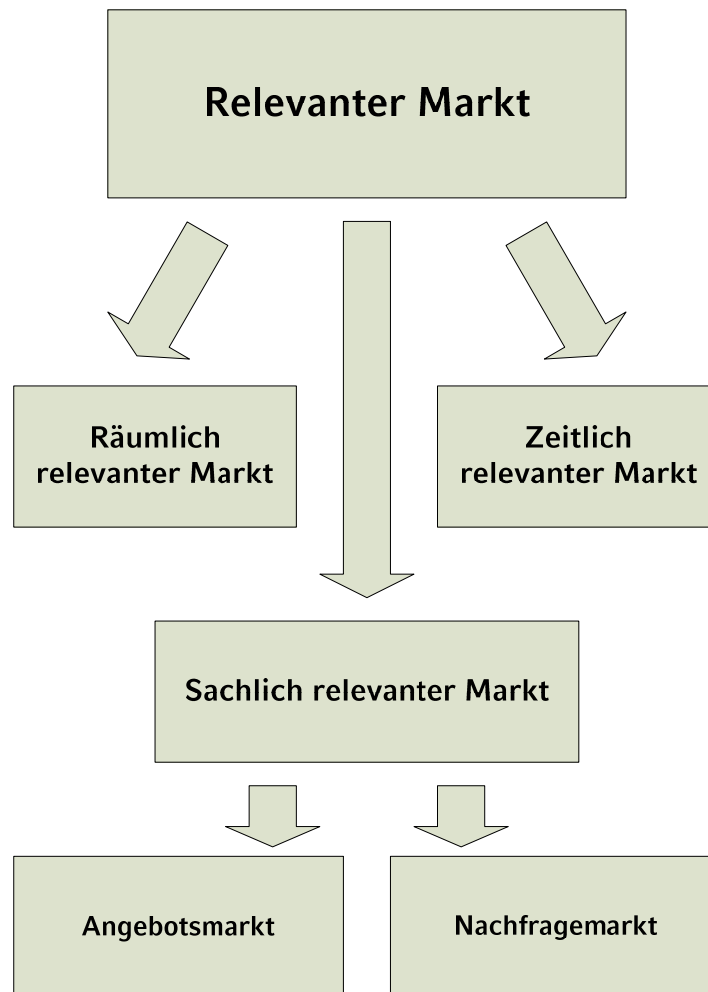 Relevanter Markt
Räumlich
relevanter Markt
Zeitlich
relevanter Markt
Sachlich relevanter Markt
Angebotsmarkt
Nachfragemarkt